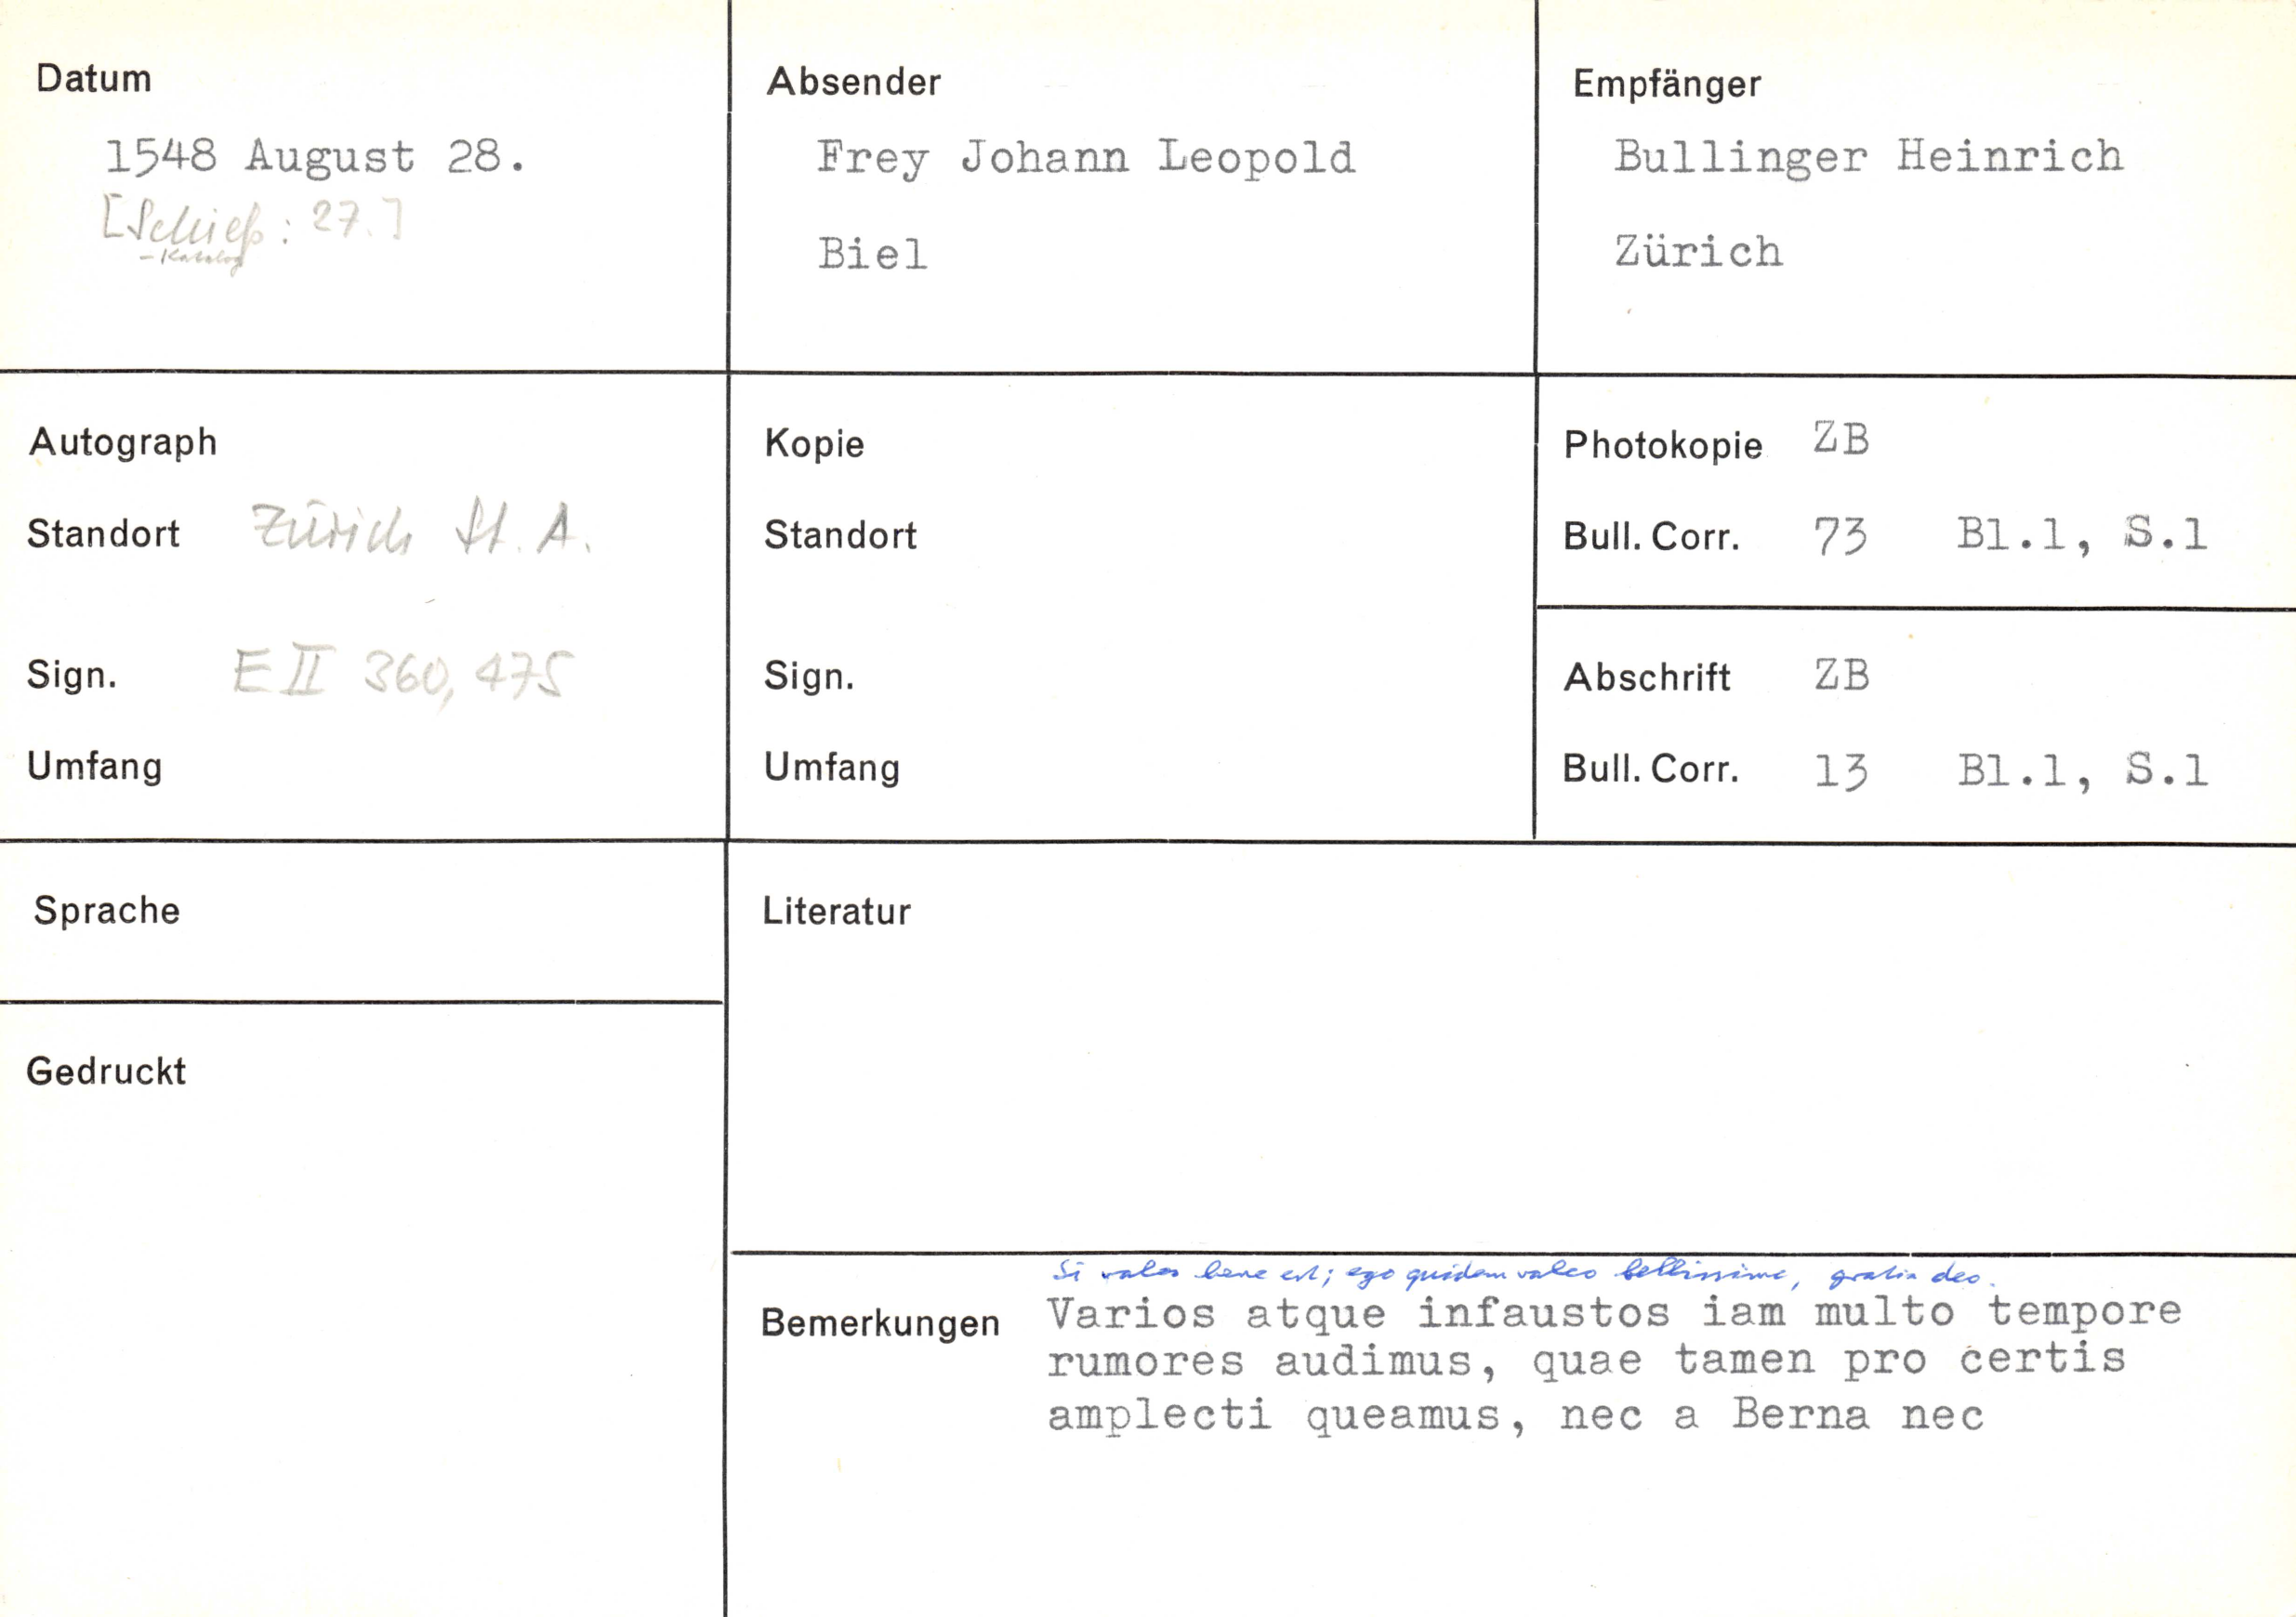 Datum
1548 August 28.
[Schieß: 27.]
-Katalog
Absender
Frey Johann Leopold
Biel
Empfänger
Bullinger Heinrich
Zürich
Autograph
Standort Zürich St. A.
Sign. E II 360, 475
Umfang
Kopie
Standort
Sign.
Umfang
Photokopie ZB
Bull. Corr. 73 Bl.1, S.1
Abschrift ZB
Bull. Corr. 13 Bl.1, S.1
Sprache
Gedruckt
Literatur
Si vales bene est; ego quidem valeo bellissime, gratia deo.
Bemerkungen Varios atque infaustos iam multo tempore
rumores audimus, quae tamen pro certis
amplecti queamus, nec a Berna nec